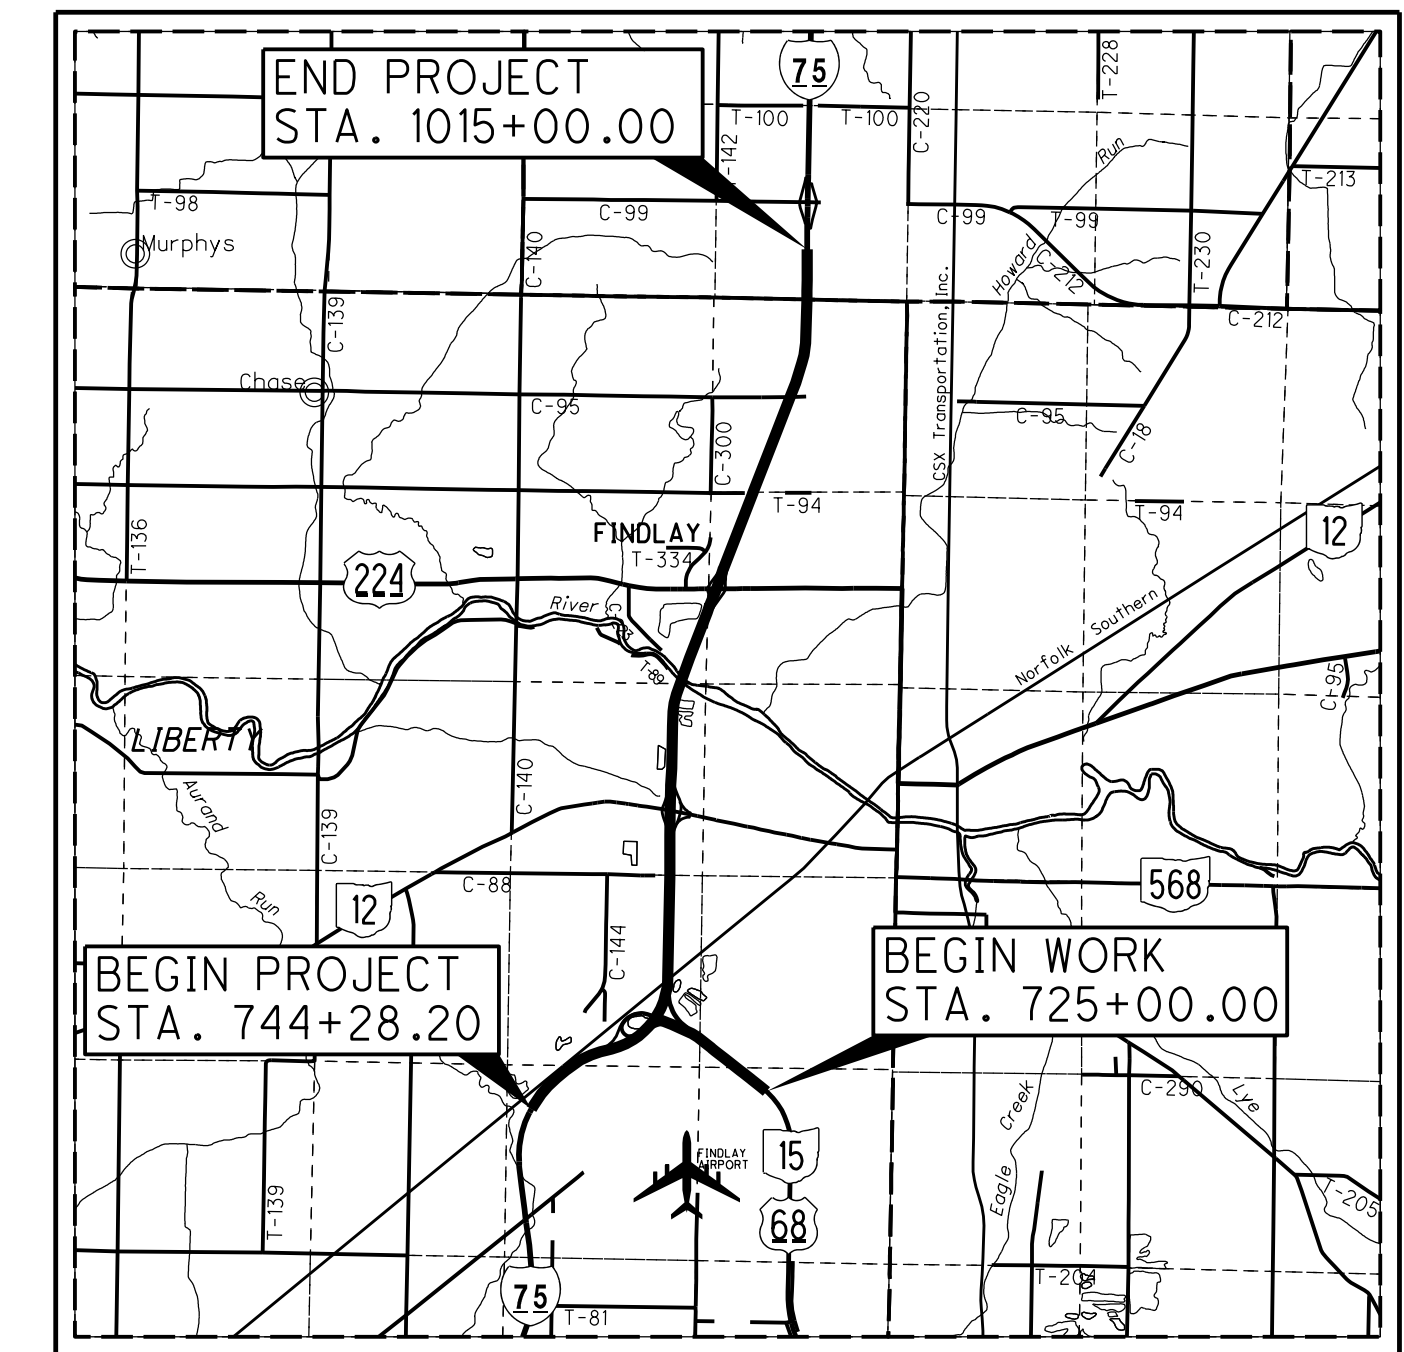 END PROJECT
STA. 1015+00.00
75
T-228
T-100
T-100
C-220
T-142
Run
T-213
T-98
C-99
C-99
T-99
Murphys
C-140
Howard
C-212
T-230
C-139
CSX Transportation, Inc.
C-212
Chase
C-95
C-95
C-18
C-300
T-94
T-94
12
T-136
FINDLAY
T-334
224
River
Southern
Norfolk
T-89
C-95
LIBERTY
Aurand
C-140
C-139
C-88
568
12
Run
C-144
BEGIN PROJECT
STA. 744+28.20
BEGIN WORK
STA. 725+00.00
C-290
Lye
Creek
Eagle
15
FINDLAY
AIRPORT
T-139
68
T-205
T-204
75
T-81